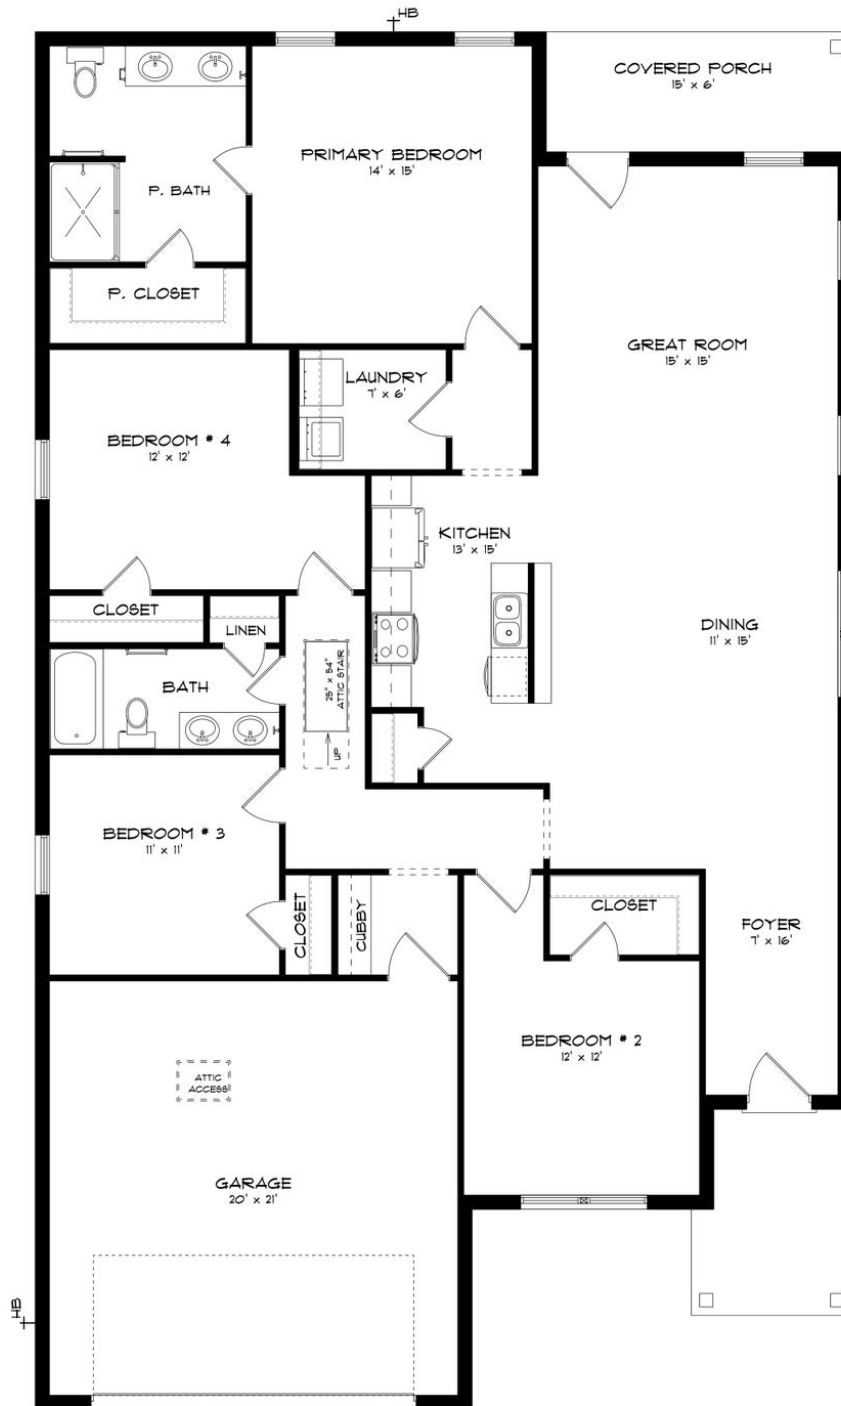 HB
COVERED PORCH
15' x 6'
PRIMARY BEDROOM
14' x 15'
P. BATH
P. CLOSET
GREAT ROOM
15' x 15'
LAUNDRY
7' x 6'
BEDROOM # 4
12' x 12'
KITCHEN
13' x 15'
CLOSET
LINEN
DINING
11' x 15'
25" x 54"
ATTIC STAIR
BATH
UP
BEDROOM # 3
11' x 11'
CLOSET
CUBBY
CLOSET
FOYER
7' x 16'
BEDROOM # 2
12' x 12'
ATTIC
ACCESS
GARAGE
20' x 21'
HB